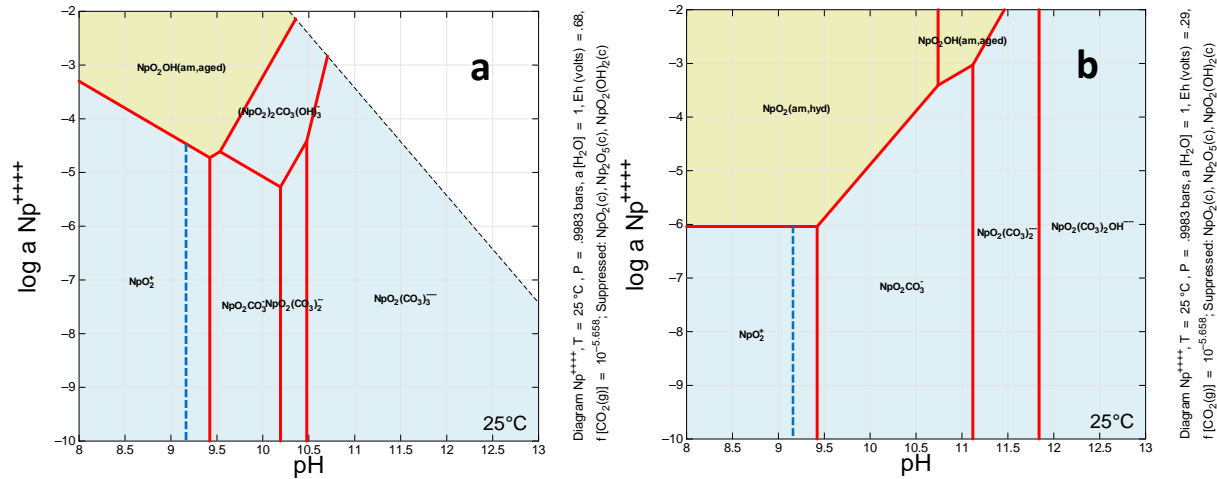 a
NpO₂OH(am,aged)
(NpO₂)₂CO₃(OH)₃⁻
NpO₂⁺
NpO₂CO₃⁻
NpO₂(CO₃)₂⁻⁻
NpO₂(CO₃)₃⁻⁻⁻
25°C
−2
−3
−4
−5
−6
−7
−8
−9
−10
8 8.5 9 9.5 10 10.5 11 11.5 12 12.5 13
pH
log a Np⁺⁺⁺⁺
Diagram Np⁺⁺⁺⁺, T = 25 °C , P = .9983 bars, a [H₂O] = 1, Eh (volts) = .68,
f [CO₂(g)] = 10⁻⁵·⁶⁵⁸; Suppressed: NpO₂(c), Np₂O₅(c), NpO₂(OH)₂(c)
b
NpO₂OH(am,aged)
NpO₂(am,hyd)
NpO₂(CO₃)₂⁻⁻
NpO₂(CO₃)₂OH⁻⁻⁻⁻
NpO₂CO₃⁻
NpO₂⁺
25°C
−2
−3
−4
−5
−6
−7
−8
−9
−10
8 8.5 9 9.5 10 10.5 11 11.5 12 12.5 13
pH
log a Np⁺⁺⁺⁺
Diagram Np⁺⁺⁺⁺, T = 25 °C , P = .9983 bars, a [H₂O] = 1, Eh (volts) = .29,
f [CO₂(g)] = 10⁻⁵·⁶⁵⁸; Suppressed: NpO₂(c), Np₂O₅(c), NpO₂(OH)₂(c)